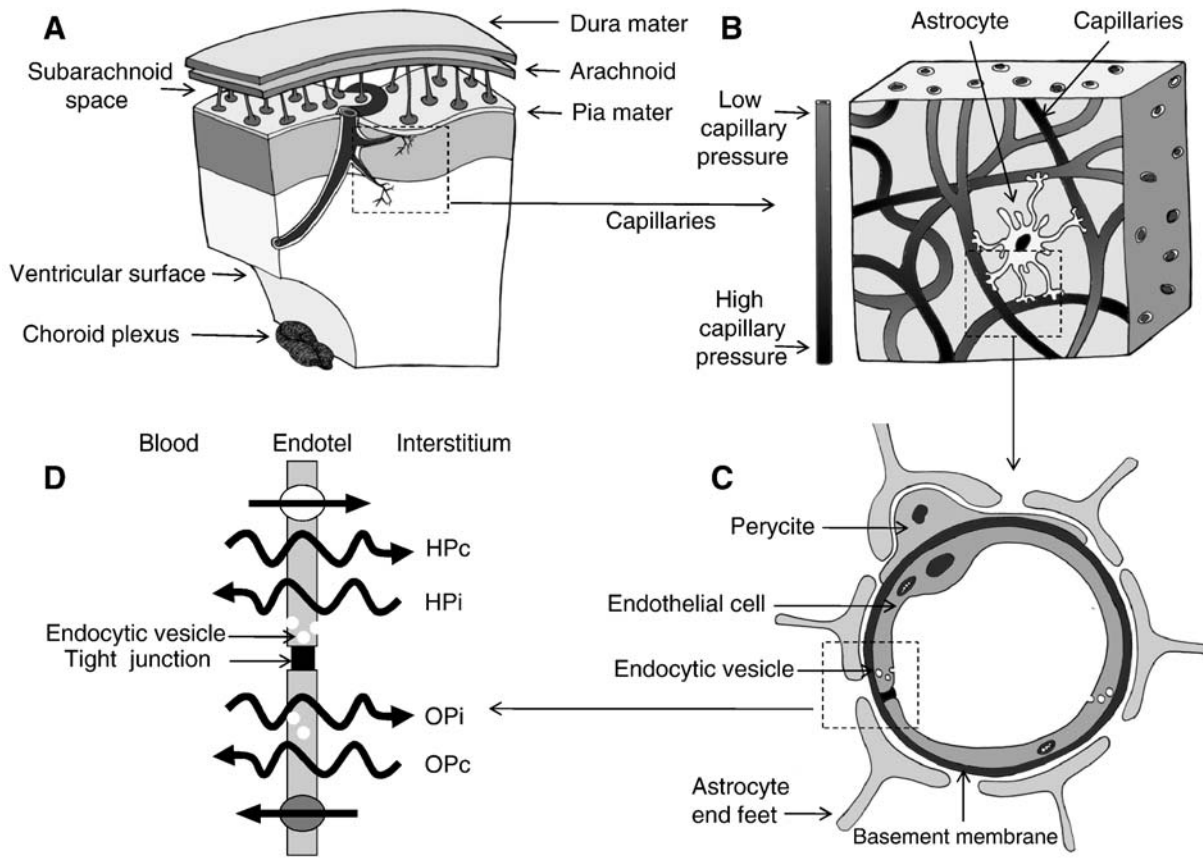 A
Dura mater
Subarachnoid
space
Arachnoid
Pia mater
Capillaries
Ventricular surface
Choroid plexus
B
Astrocyte
Capillaries
Low
capillary
pressure
High
capillary
pressure
Blood
Endotel
Interstitium
D
HPc
HPi
Endocytic vesicle
Tight junction
OPi
OPc
C
Perycite
Endothelial cell
Endocytic vesicle
Astrocyte
end feet
Basement membrane